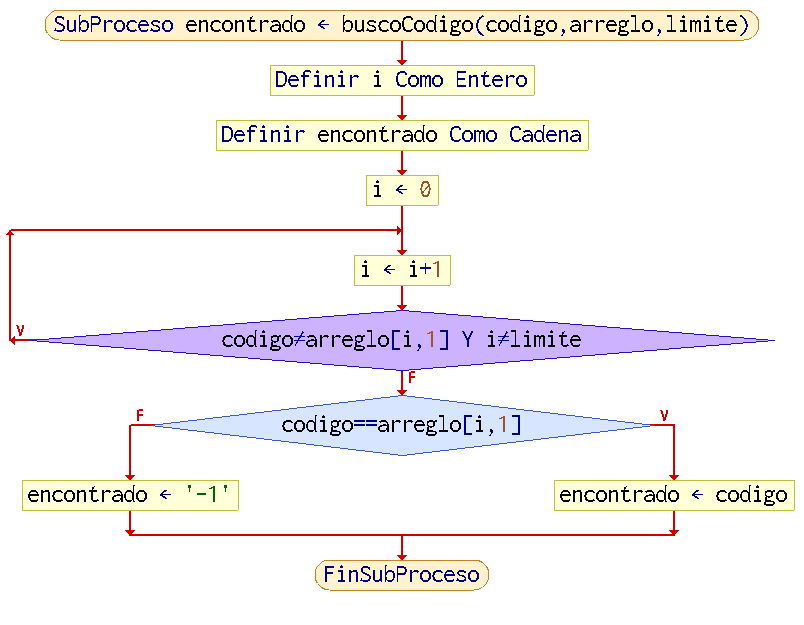 SubProceso encontrado ← buscoCodigo(codigo,arreglo,limite)
Definir i Como Entero
Definir encontrado Como Cadena
i ← 0
i ← i+1
V
codigo≠arreglo[i,1] Y i≠limite
F
F
codigo==arreglo[i,1]
V
encontrado ← '-1'
encontrado ← codigo
FinSubProceso